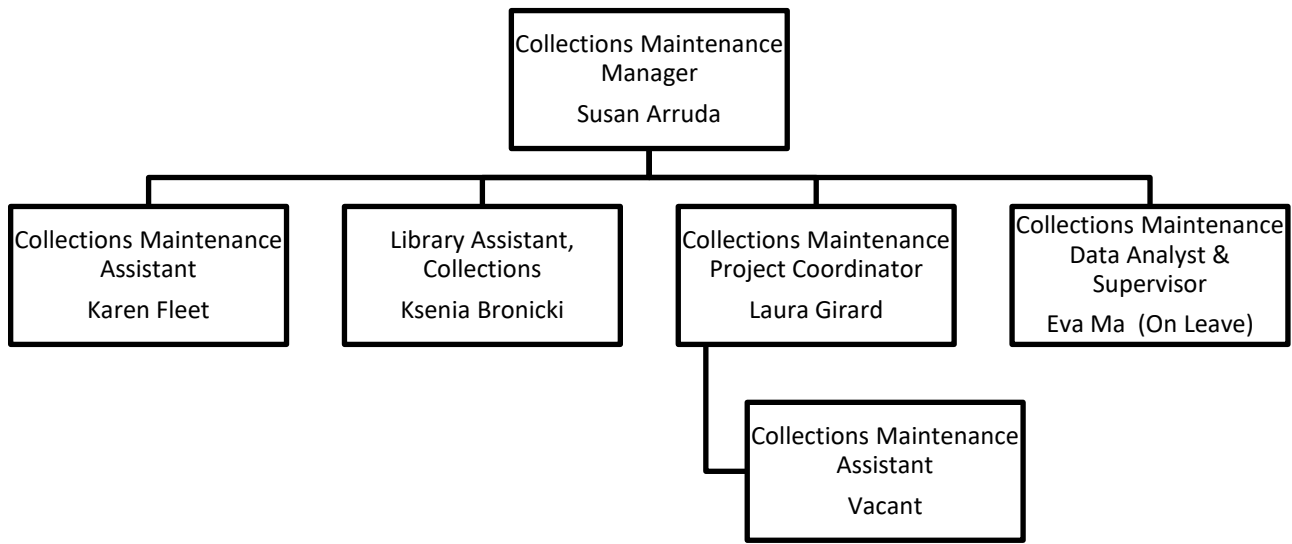 Collections Maintenance
Manager
Susan Arruda
Collections Maintenance
Assistant
Karen Fleet
Library Assistant,
Collections
Ksenia Bronicki
Collections Maintenance
Project Coordinator
Laura Girard
Collections Maintenance
Data Analyst &
Supervisor
Eva Ma  (On Leave)
Collections Maintenance
Assistant
Vacant